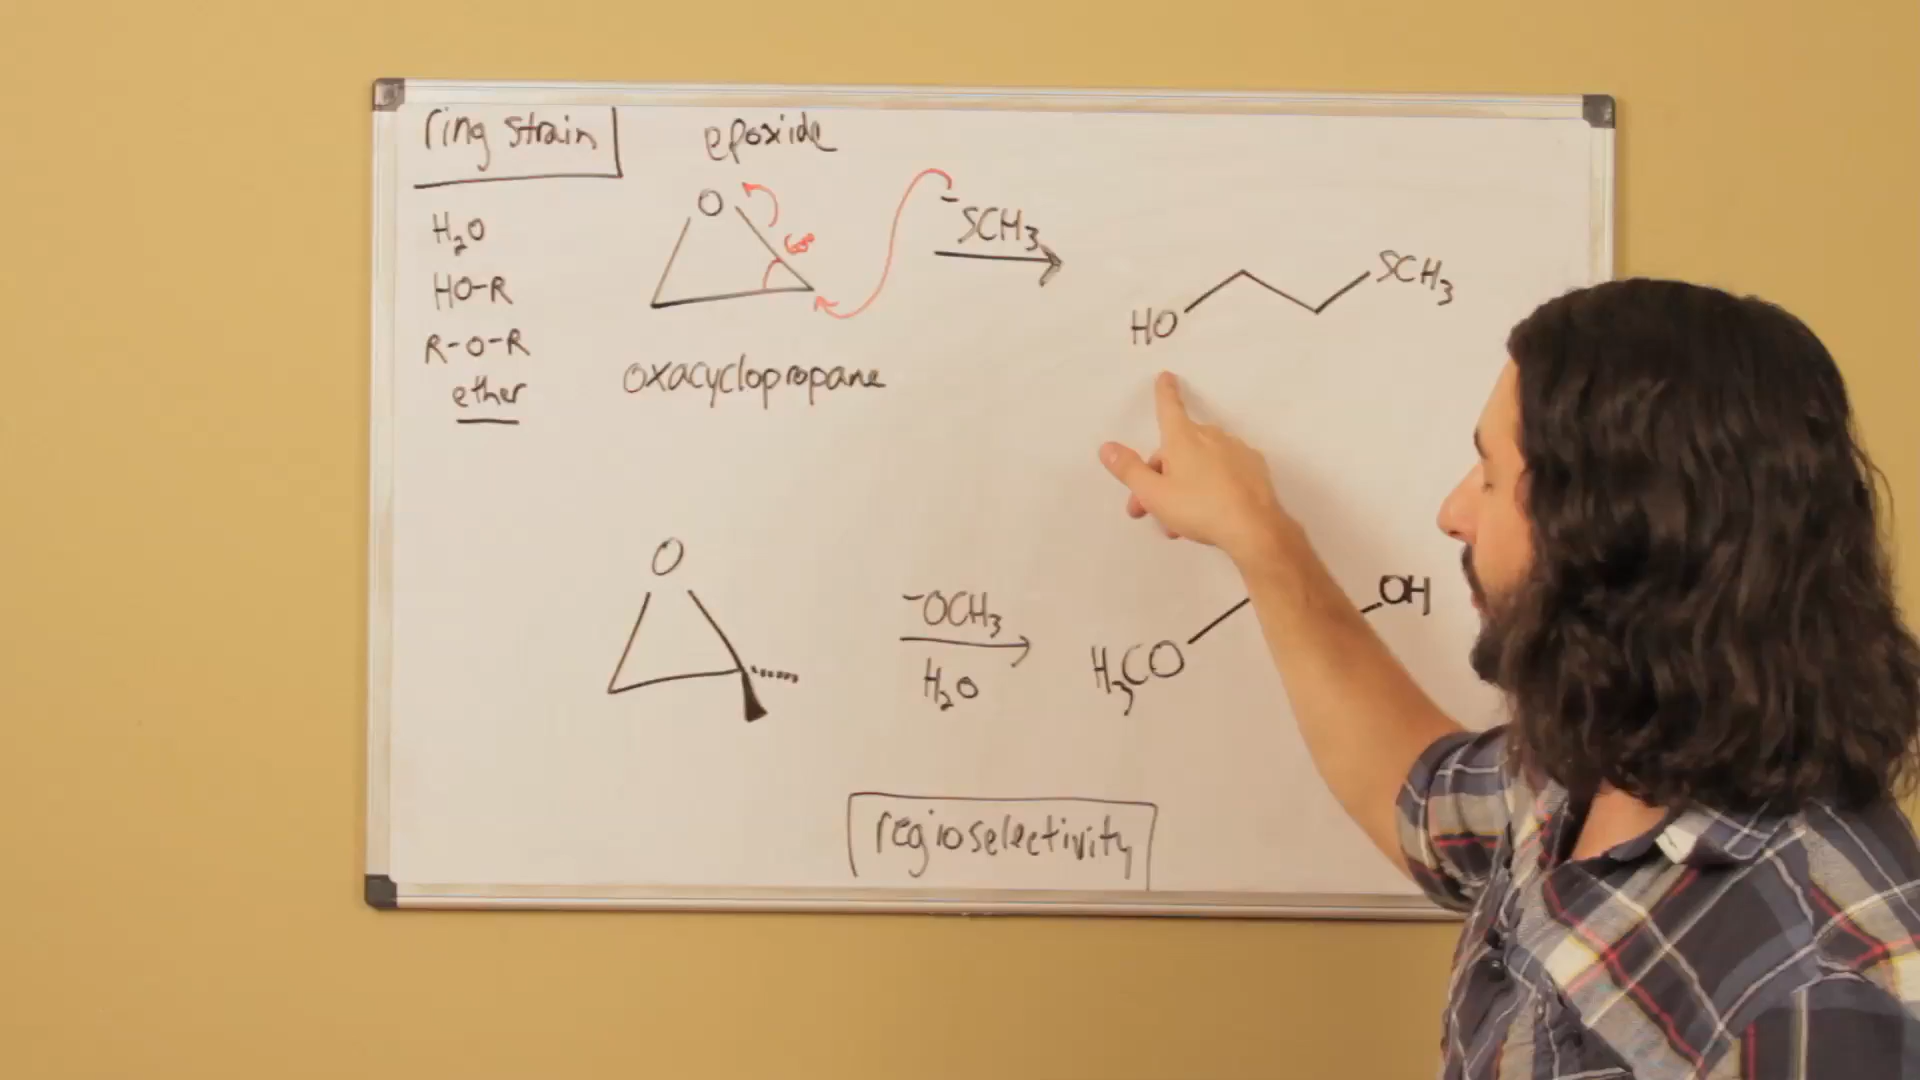 ring strain
epoxide
H₂O
HO-R
R-O-R
ether
O
60°
oxacyclopropane
⁻SCH₃
HO
SCH₃
O
⁻OCH₃
H₂O
H₃CO
OH
regioselectivity